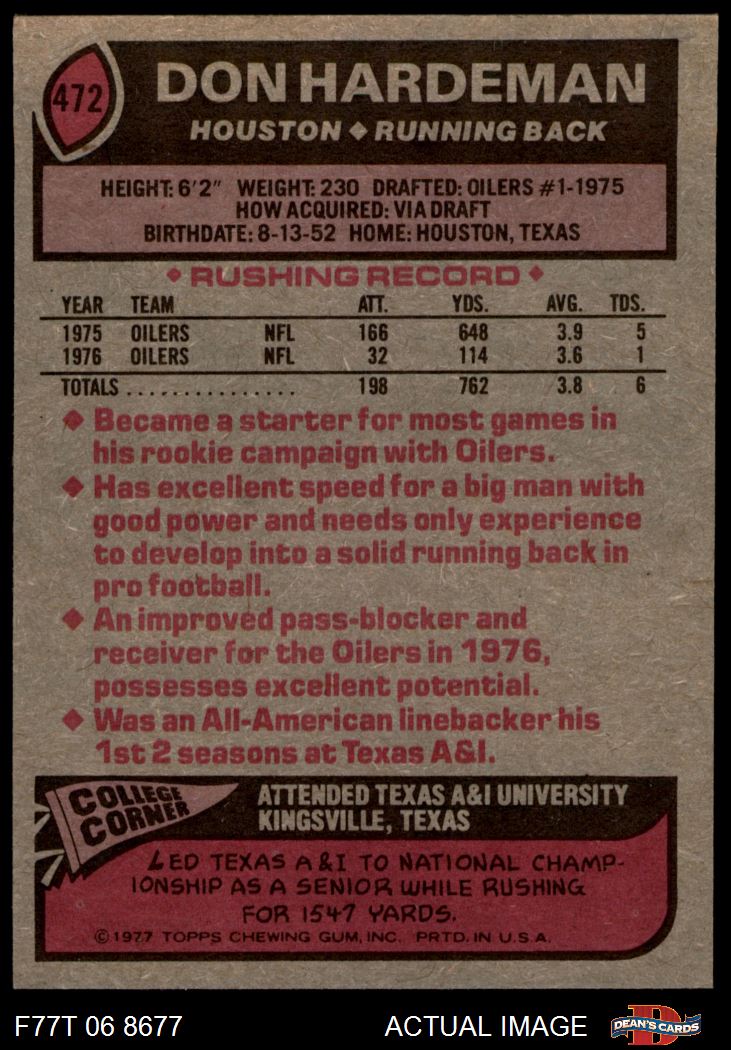 472
DON HARDEMAN
HOUSTON ◆ RUNNING BACK
HEIGHT: 6'2" WEIGHT: 230 DRAFTED: OILERS #1-1975
HOW ACQUIRED: VIA DRAFT
BIRTHDATE: 8-13-52 HOME: HOUSTON, TEXAS
◆ RUSHING RECORD ◆
YEAR TEAM ATT. YDS. AVG. TDS.
1975 OILERS NFL 166 648 3.9 5
1976 OILERS NFL 32 114 3.6 1
TOTALS ................ 198 762 3.8 6
◆ Became a starter for most games in
his rookie campaign with Oilers.
◆ Has excellent speed for a big man with
good power and needs only experience
to develop into a solid running back in
pro football.
◆ An improved pass-blocker and
receiver for the Oilers in 1976,
possesses excellent potential.
◆ Was an All-American linebacker his
1st 2 seasons at Texas A&I.
COLLEGE
CORNER
ATTENDED TEXAS A&I UNIVERSITY
KINGSVILLE, TEXAS
LED TEXAS A & I TO NATIONAL CHAMP-
IONSHIP AS A SENIOR WHILE RUSHING
FOR 1547 YARDS.
©1977 TOPPS CHEWING GUM, INC. PRTD. IN U.S.A.
F77T 06 8677 ACTUAL IMAGE
D
DEAN'S CARDS